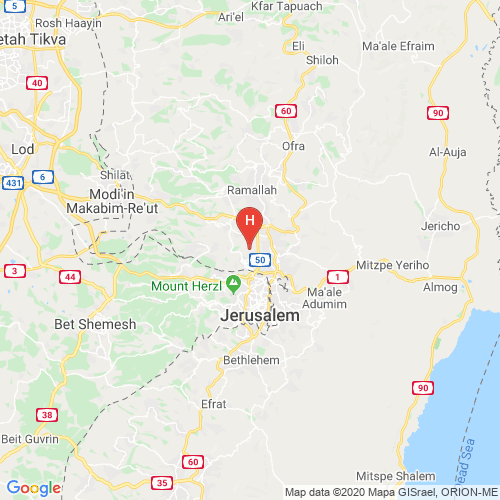 5
Kfar Tapuach
Rosh Haayin
Ari'el
etah Tikva
Eli
Ma'ale Efraim
Shiloh
40
60
90
Ofra
Lod
Al-Auja
Shilat
6
431
Ramallah
Modi'in
Makabim-Re'ut
H
Jericho
50
3
44
1
Mitzpe Yeriho
Mount Herzl
Ma'ale
Adumim
Almog
Jerusalem
Bet Shemesh
Bethlehem
90
Efrat
38
Beit Guvrin
60
35
Dead Sea
Mitspe Shalem
Google
Map data ©2020 Mapa GISrael, ORION-ME